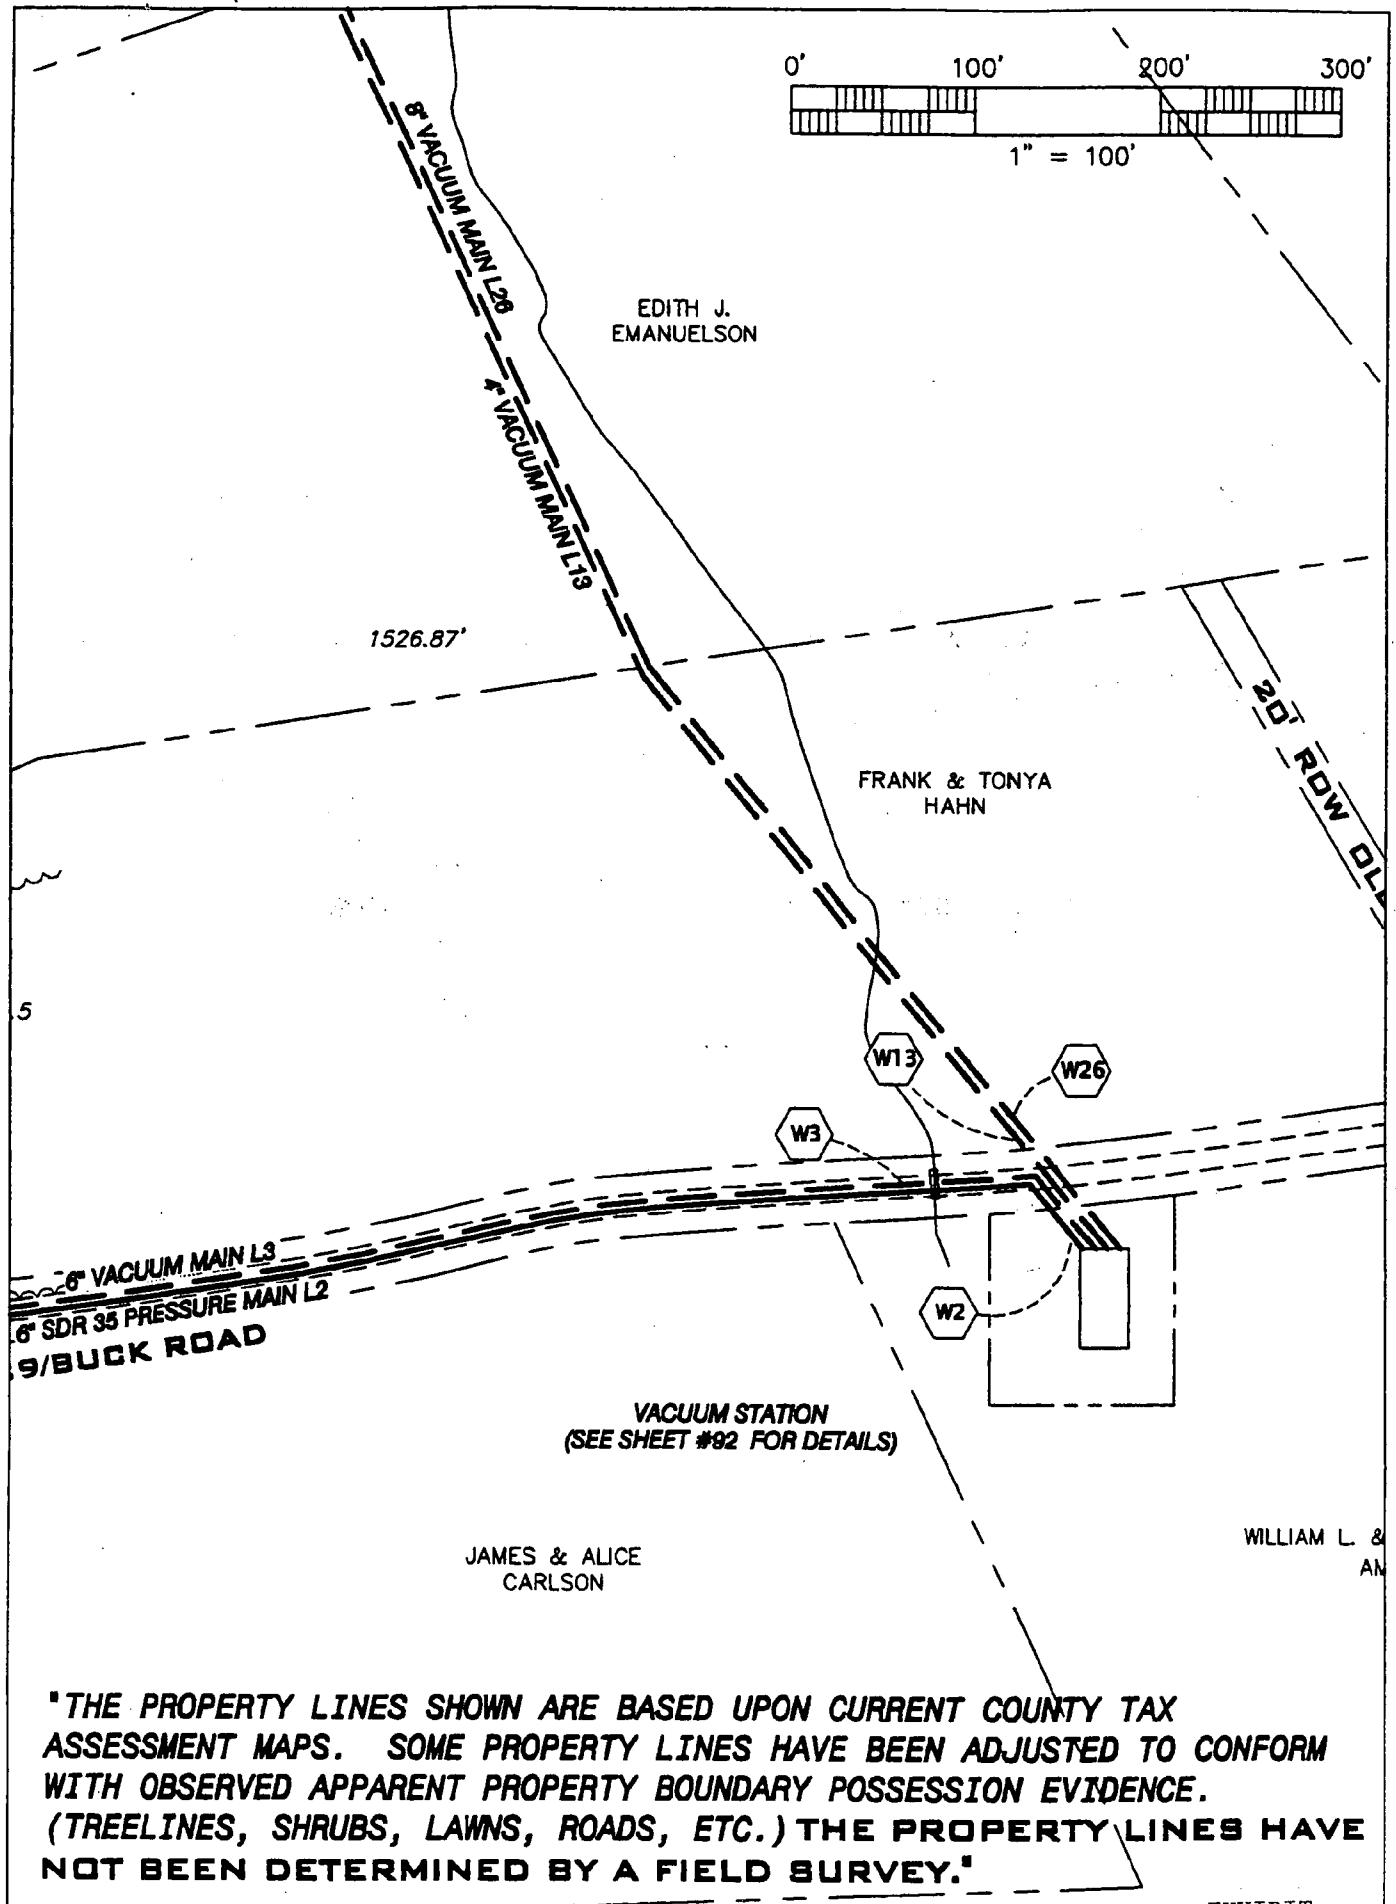 0' 100' 200' 300'
1" = 100'
8" VACUUM MAIN L26
EDITH J.
EMANUELSON
4" VACUUM MAIN L13
1526.87'
20' ROW OL
FRANK & TONYA
HAHN
.5
W13
W26
W3
6" VACUUM MAIN L3
6" SDR 35 PRESSURE MAIN L2
9/BUCK ROAD
W2
VACUUM STATION
(SEE SHEET #92 FOR DETAILS)
WILLIAM L. &
AM
JAMES & ALICE
CARLSON
"THE PROPERTY LINES SHOWN ARE BASED UPON CURRENT COUNTY TAX
ASSESSMENT MAPS. SOME PROPERTY LINES HAVE BEEN ADJUSTED TO CONFORM
WITH OBSERVED APPARENT PROPERTY BOUNDARY POSSESSION EVIDENCE.
(TREELINES, SHRUBS, LAWNS, ROADS, ETC.) THE PROPERTY LINES HAVE
NOT BEEN DETERMINED BY A FIELD SURVEY."